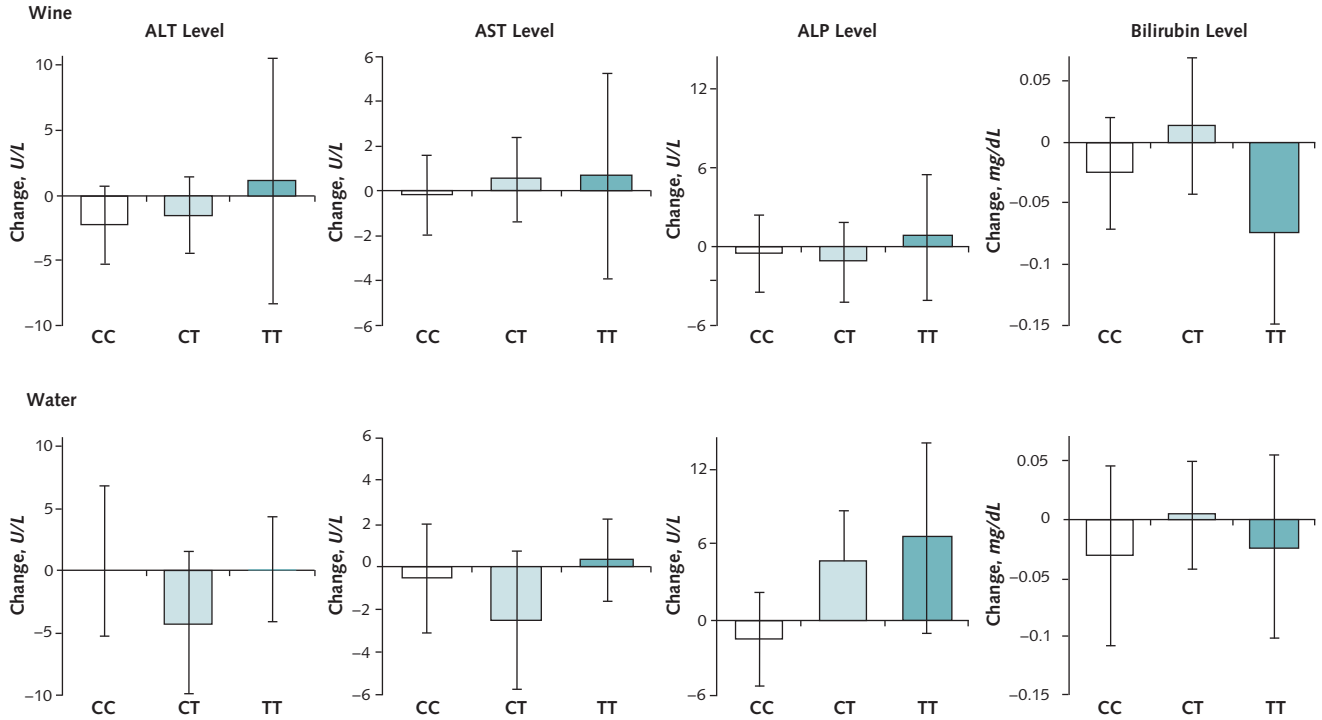 Wine
ALT Level
AST Level
ALP Level
Bilirubin Level
Change, U/L
10
5
0
−5
−10
CC CT TT
Change, U/L
6
4
2
0
−2
−4
−6
CC CT TT
Change, U/L
12
6
0
−6
CC CT TT
Change, mg/dL
0.05
0
−0.05
−0.1
−0.15
CC CT TT
Water
Change, U/L
10
5
0
−5
−10
CC CT TT
Change, U/L
6
4
2
0
−2
−4
−6
CC CT TT
Change, U/L
12
6
0
−6
CC CT TT
Change, mg/dL
0.05
0
−0.05
−0.1
−0.15
CC CT TT